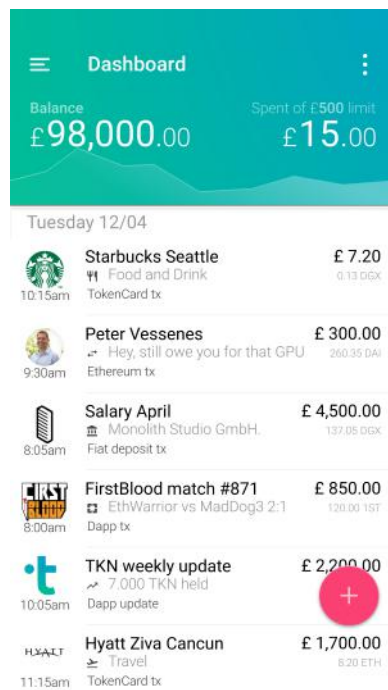 Dashboard
Balance
£98,000.00
Spent of £500 limit
£15.00
Tuesday 12/04
Starbucks Seattle £ 7.20
Food and Drink 0.13 DGX
10:15am TokenCard tx
Peter Vessenes £ 300.00
Hey, still owe you for that GPU 260.35 DAI
9:30am Ethereum tx
Salary April £ 4,500.00
Monolith Studio GmbH. 137.05 DGX
8:05am Fiat deposit tx
FIRST BLOOD
FirstBlood match #871 £ 850.00
EthWarrior vs MadDog3 2:1 120.00 1ST
8:00am Dapp tx
TKN weekly update £ 2,200.00
7.000 TKN held
10:05am Dapp update
HYATT
Hyatt Ziva Cancun £ 1,700.00
Travel 8.20 ETH
11:15am TokenCard tx